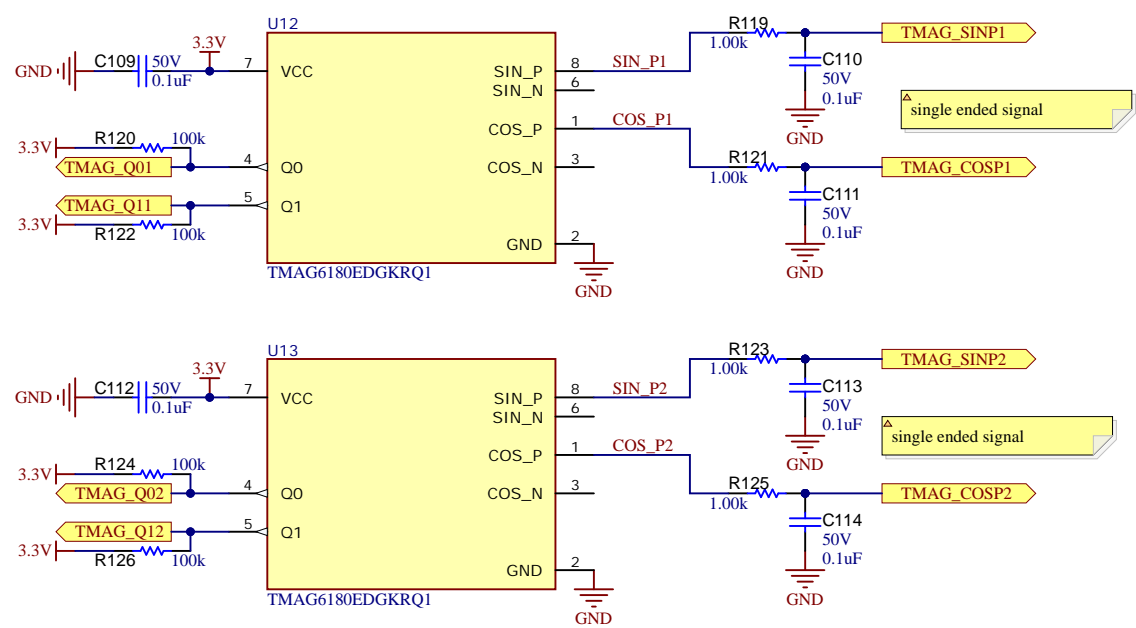 U12
C109
50V
0.1uF
3.3V
GND
7
VCC
SIN_P
8
SIN_P1
SIN_N
6
COS_P
1
COS_P1
COS_N
3
R119
1.00k
TMAG_SINP1
C110
50V
0.1uF
GND
single ended signal
3.3V
R120
100k
TMAG_Q01
4
Q0
TMAG_Q11
5
Q1
3.3V
R122
100k
R121
1.00k
TMAG_COSP1
C111
50V
0.1uF
GND
GND
2
GND
TMAG6180EDGKRQ1
U13
C112
50V
0.1uF
3.3V
GND
7
VCC
SIN_P
8
SIN_P2
SIN_N
6
COS_P
1
COS_P2
COS_N
3
R123
1.00k
TMAG_SINP2
C113
50V
0.1uF
GND
single ended signal
3.3V
R124
100k
TMAG_Q02
4
Q0
TMAG_Q12
5
Q1
3.3V
R126
100k
R125
1.00k
TMAG_COSP2
C114
50V
0.1uF
GND
GND
2
GND
TMAG6180EDGKRQ1